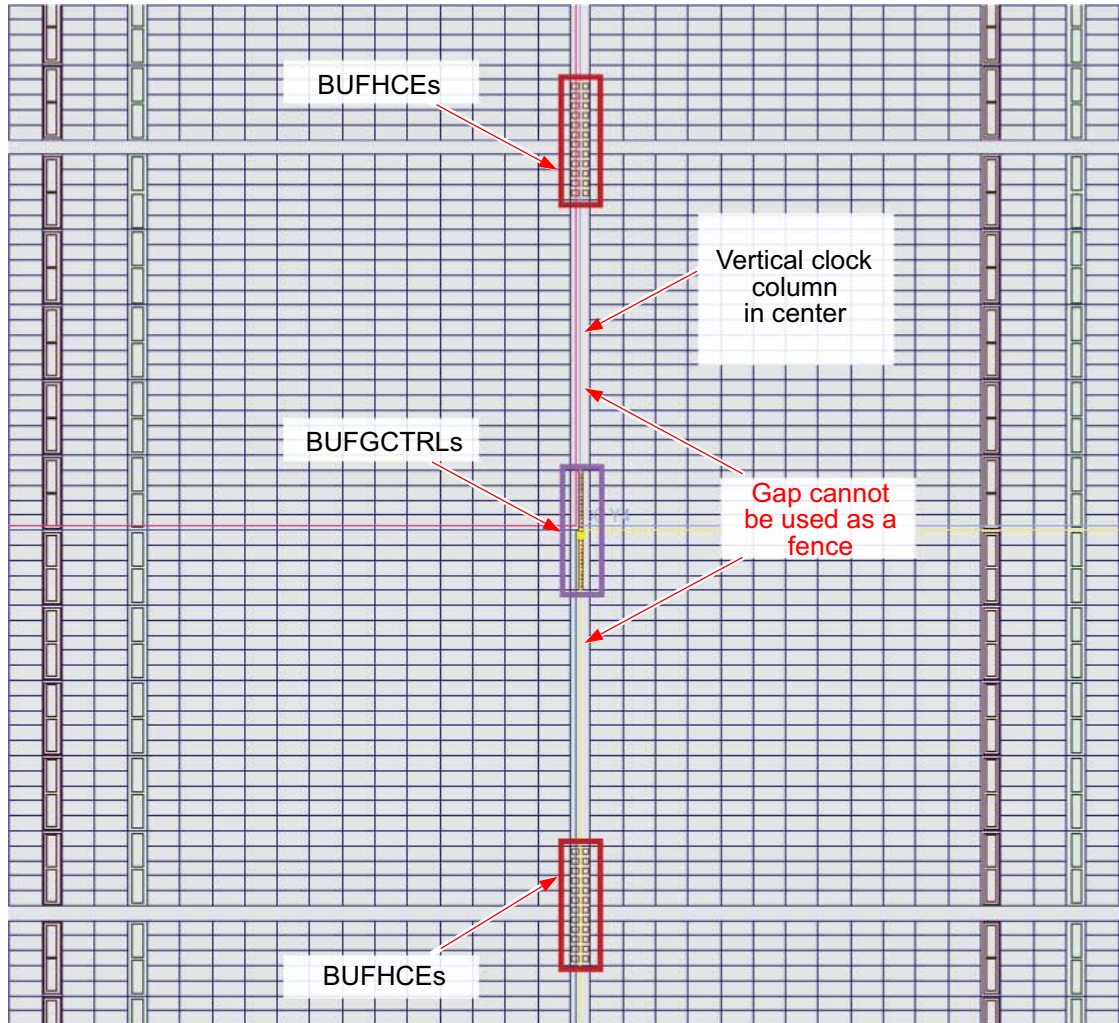 BUFHCEs
Vertical clock
column
in center
BUFGCTRLs
Gap cannot
be used as a
fence
BUFHCEs